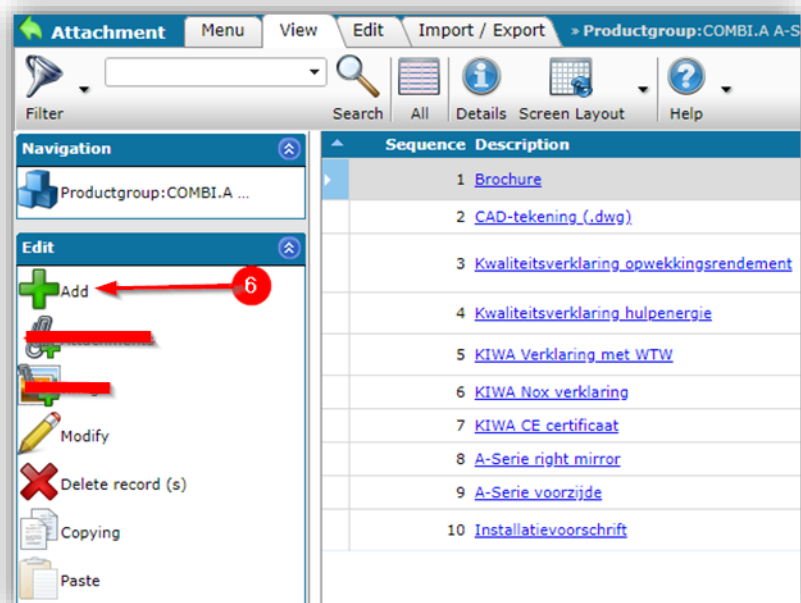 Attachment Menu View Edit Import / Export » Productgroup:COMBI.A A-S
Filter Search All Details Screen Layout Help
Navigation
Productgroup:COMBI.A ...
Edit
Add 6
Modify
Delete record (s)
Copying
Paste
Sequence Description
1 Brochure
2 CAD-tekening (.dwg)
3 Kwaliteitsverklaring opwekkingsrendement
4 Kwaliteitsverklaring hulpenergie
5 KIWA Verklaring met WTW
6 KIWA Nox verklaring
7 KIWA CE certificaat
8 A-Serie right mirror
9 A-Serie voorzijde
10 Installatievoorschrift